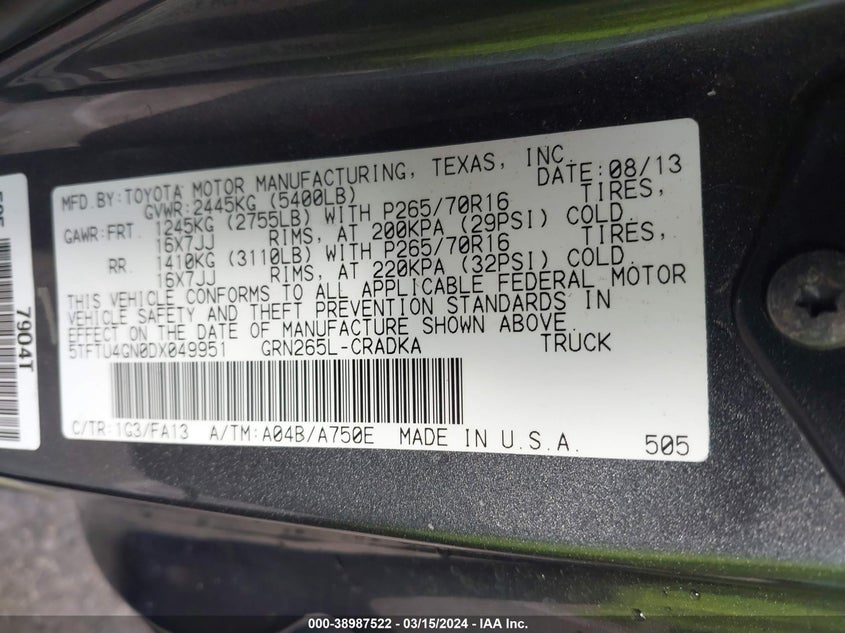 MFD.BY:TOYOTA MOTOR MANUFACTURING, TEXAS, INC.
GVWR:2445KG (5400LB) DATE:08/13
GAWR:FRT. 1245KG (2755LB) WITH P265/70R16 TIRES,
16X7JJ RIMS, AT 200KPA (29PSI) COLD.
RR. 1410KG (3110LB) WITH P265/70R16 TIRES,
16X7JJ RIMS, AT 220KPA (32PSI) COLD.
THIS VEHICLE CONFORMS TO ALL APPLICABLE FEDERAL MOTOR
VEHICLE SAFETY AND THEFT PREVENTION STANDARDS IN
EFFECT ON THE DATE OF MANUFACTURE SHOWN ABOVE.
5TFTU4GN0DX049951 GRN265L-CRADKA TRUCK
C/TR:1G3/FA13 A/TM:A04B/A750E MADE IN U.S.A.
505
7904T
000-38987522 - 03/15/2024 - IAA Inc.